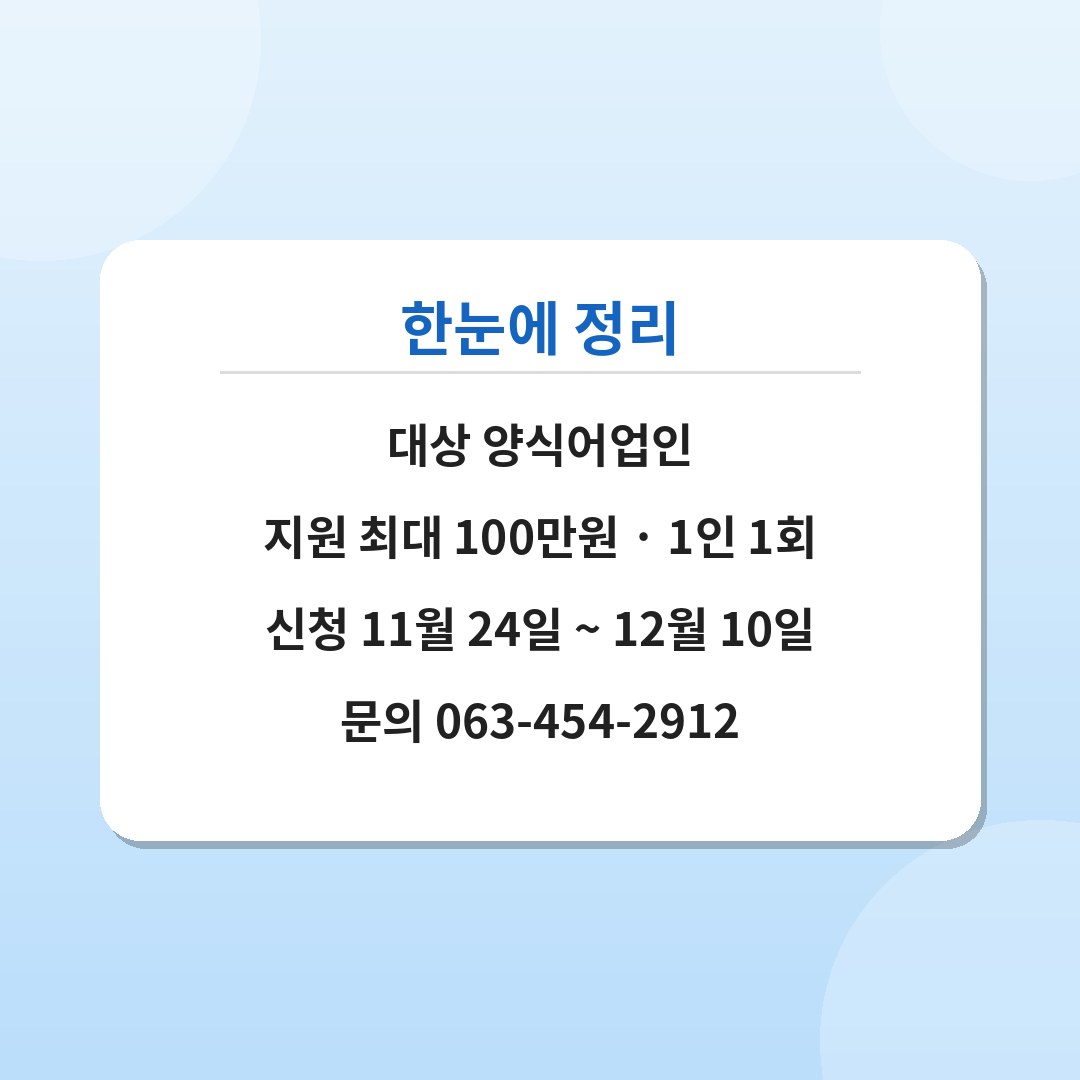 한눈에 정리
대상 양식어업인
지원 최대 100만원 · 1인 1회
신청 11월 24일 ~ 12월 10일
문의 063-454-2912